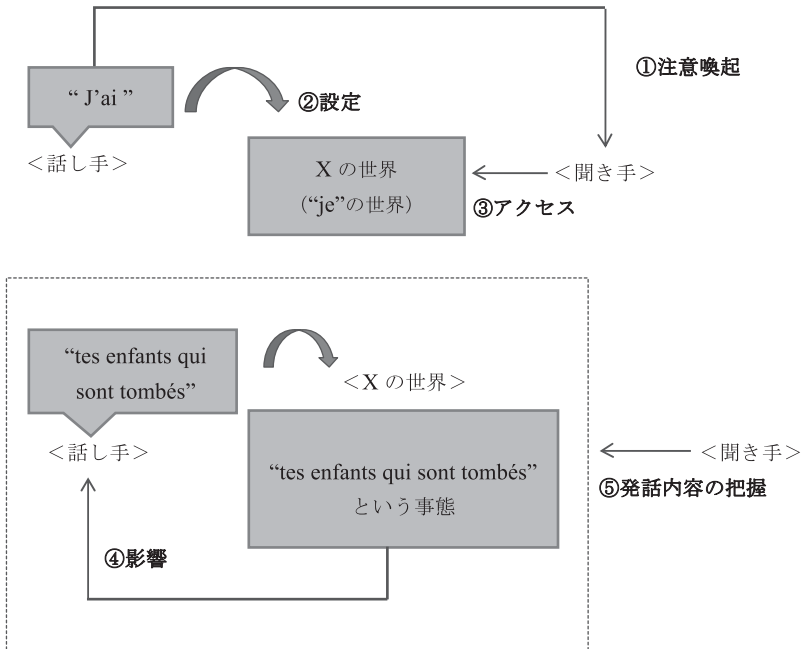 ①注意喚起
“ J’ai ”
②設定
＜話し手＞
X の世界
（“je”の世界）
＜聞き手＞
③アクセス
“tes enfants qui
sont tombés”
＜X の世界＞
＜話し手＞
“tes enfants qui sont tombés”
という事態
＜聞き手＞
⑤発話内容の把握
④影響